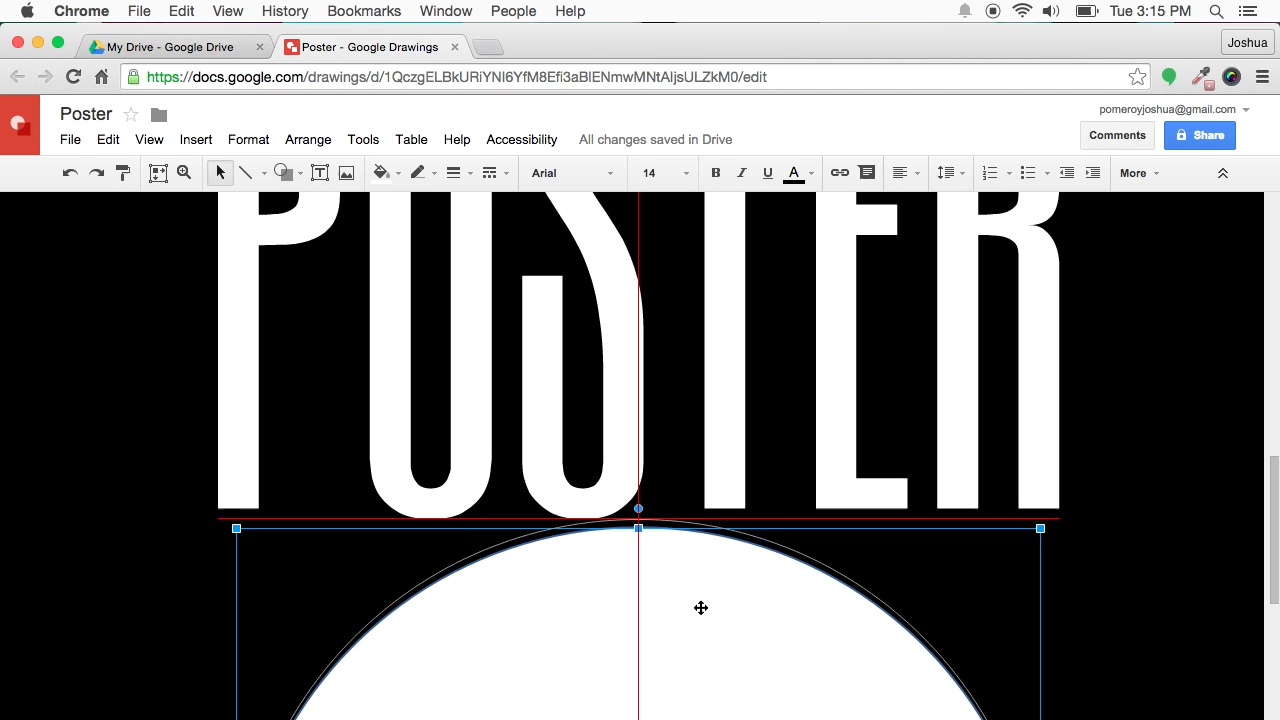 Chrome File Edit View History Bookmarks Window People Help Tue 3:15 PM
My Drive - Google Drive Poster - Google Drawings Joshua
https://docs.google.com/drawings/d/1QczgELBkURiYNI6YfM8Efi3aBlENmwMNtAljsULZkM0/edit
Poster pomeroyjoshua@gmail.com
File Edit View Insert Format Arrange Tools Table Help Accessibility All changes saved in Drive Comments Share
Arial 14 B I U A More
POSTER